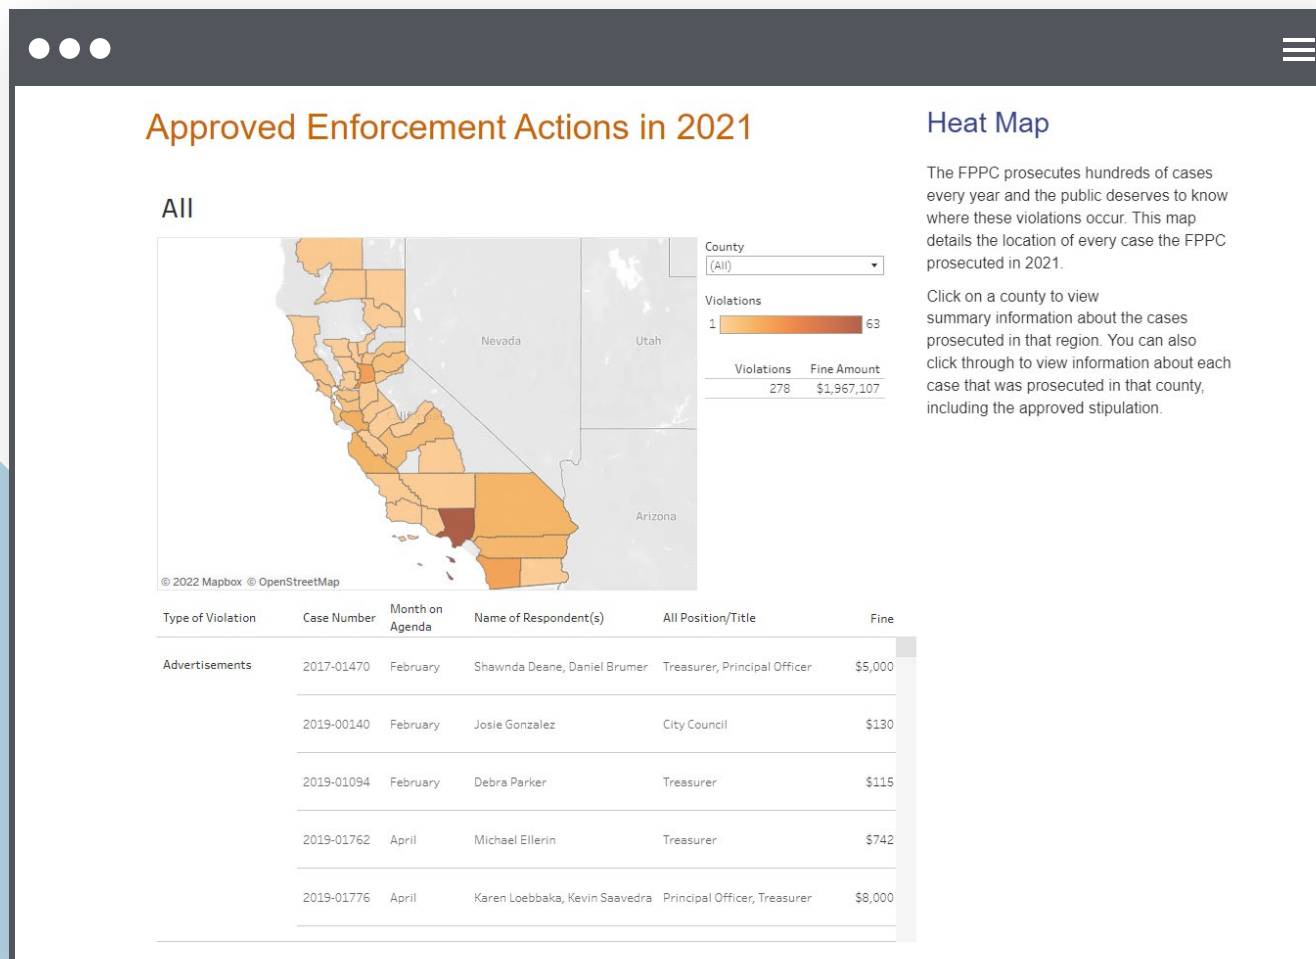 Approved Enforcement Actions in 2021
All
Nevada
Utah
Arizona
© 2022 Mapbox © OpenStreetMap
County
(All)
Violations
1 63
Violations Fine Amount
278 $1,967,107
Heat Map
The FPPC prosecutes hundreds of cases
every year and the public deserves to know
where these violations occur. This map
details the location of every case the FPPC
prosecuted in 2021.
Click on a county to view
summary information about the cases
prosecuted in that region. You can also
click through to view information about each
case that was prosecuted in that county,
including the approved stipulation.
Type of Violation Case Number Month on Agenda Name of Respondent(s) All Position/Title Fine
Advertisements 2017-01470 February Shawnda Deane, Daniel Brumer Treasurer, Principal Officer $5,000
2019-00140 February Josie Gonzalez City Council $130
2019-01094 February Debra Parker Treasurer $115
2019-01762 April Michael Ellerin Treasurer $742
2019-01776 April Karen Loebbaka, Kevin Saavedra Principal Officer, Treasurer $8,000